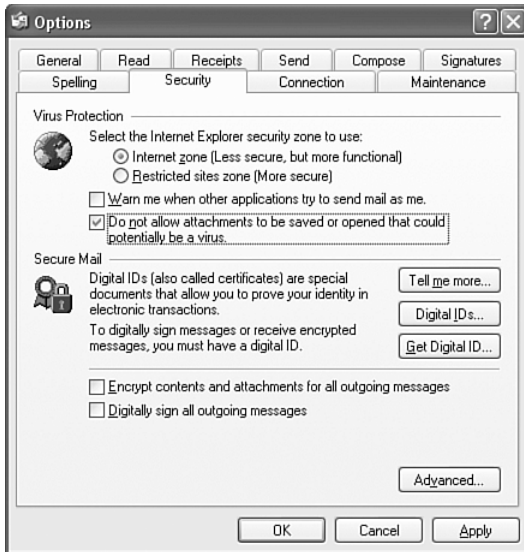 Options
General Read Receipts Send Compose Signatures
Spelling Security Connection Maintenance
Virus Protection
Select the Internet Explorer security zone to use:
Internet zone (Less secure, but more functional)
Restricted sites zone (More secure)
Warn me when other applications try to send mail as me.
Do not allow attachments to be saved or opened that could
potentially be a virus.
Secure Mail
Digital IDs (also called certificates) are special
documents that allow you to prove your identity in
electronic transactions.
Tell me more...
Digital IDs...
To digitally sign messages or receive encrypted
messages, you must have a digital ID.
Get Digital ID...
Encrypt contents and attachments for all outgoing messages
Digitally sign all outgoing messages
Advanced...
OK Cancel Apply